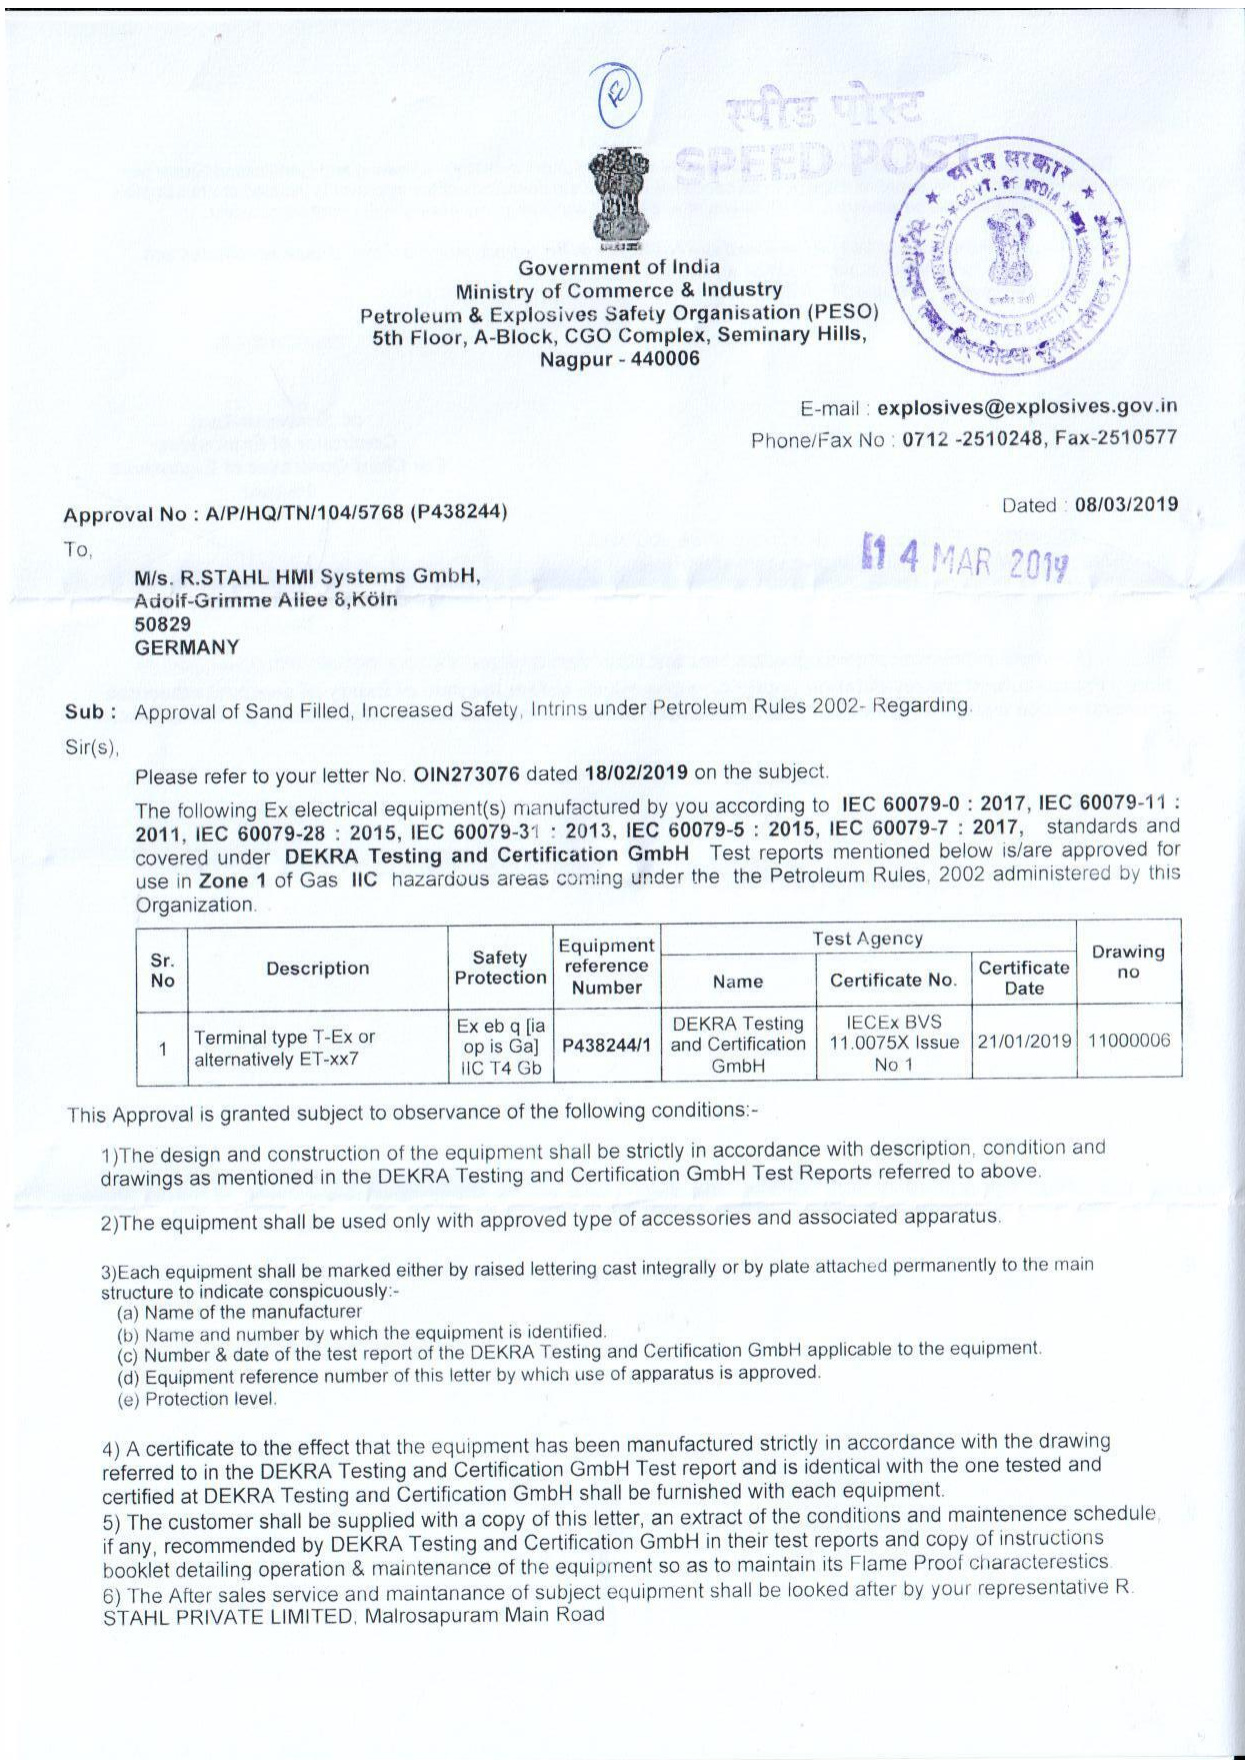 स्पीड पोस्ट
SPEED POST
भारत सरकार
GOVT. OF INDIA
Government of India
Ministry of Commerce & Industry
Petroleum & Explosives Safety Organisation (PESO)
5th Floor, A-Block, CGO Complex, Seminary Hills,
Nagpur - 440006
E-mail : explosives@explosives.gov.in
Phone/Fax No : 0712 -2510248, Fax-2510577
Approval No : A/P/HQ/TN/104/5768 (P438244)
Dated : 08/03/2019
14 MAR 2019
To,
M/s. R.STAHL HMI Systems GmbH,
Adolf-Grimme Allee 8,Köln
50829
GERMANY
Sub : Approval of Sand Filled, Increased Safety, Intrins under Petroleum Rules 2002- Regarding.
Sir(s),
Please refer to your letter No. OIN273076 dated 18/02/2019 on the subject.
The following Ex electrical equipment(s) manufactured by you according to IEC 60079-0 : 2017, IEC 60079-11 :
2011, IEC 60079-28 : 2015, IEC 60079-31 : 2013, IEC 60079-5 : 2015, IEC 60079-7 : 2017, standards and
covered under DEKRA Testing and Certification GmbH Test reports mentioned below is/are approved for
use in Zone 1 of Gas IIC hazardous areas coming under the the Petroleum Rules, 2002 administered by this
Organization.
Sr. No
Description
Safety Protection
Equipment reference Number
Test Agency
Name
Certificate No.
Certificate Date
Drawing no
1
Terminal type T-Ex or
alternatively ET-xx7
Ex eb q [ia
op is Ga]
IIC T4 Gb
P438244/1
DEKRA Testing
and Certification
GmbH
IECEx BVS
11.0075X Issue
No 1
21/01/2019
11000006
This Approval is granted subject to observance of the following conditions:-
1)The design and construction of the equipment shall be strictly in accordance with description, condition and
drawings as mentioned in the DEKRA Testing and Certification GmbH Test Reports referred to above.
2)The equipment shall be used only with approved type of accessories and associated apparatus.
3)Each equipment shall be marked either by raised lettering cast integrally or by plate attached permanently to the main
structure to indicate conspicuously:-
(a) Name of the manufacturer
(b) Name and number by which the equipment is identified.
(c) Number & date of the test report of the DEKRA Testing and Certification GmbH applicable to the equipment.
(d) Equipment reference number of this letter by which use of apparatus is approved.
(e) Protection level.
4) A certificate to the effect that the equipment has been manufactured strictly in accordance with the drawing
referred to in the DEKRA Testing and Certification GmbH Test report and is identical with the one tested and
certified at DEKRA Testing and Certification GmbH shall be furnished with each equipment.
5) The customer shall be supplied with a copy of this letter, an extract of the conditions and maintenence schedule,
if any, recommended by DEKRA Testing and Certification GmbH in their test reports and copy of instructions
booklet detailing operation & maintenance of the equipment so as to maintain its Flame Proof characterestics.
6) The After sales service and maintanance of subject equipment shall be looked after by your representative R.
STAHL PRIVATE LIMITED, Malrosapuram Main Road